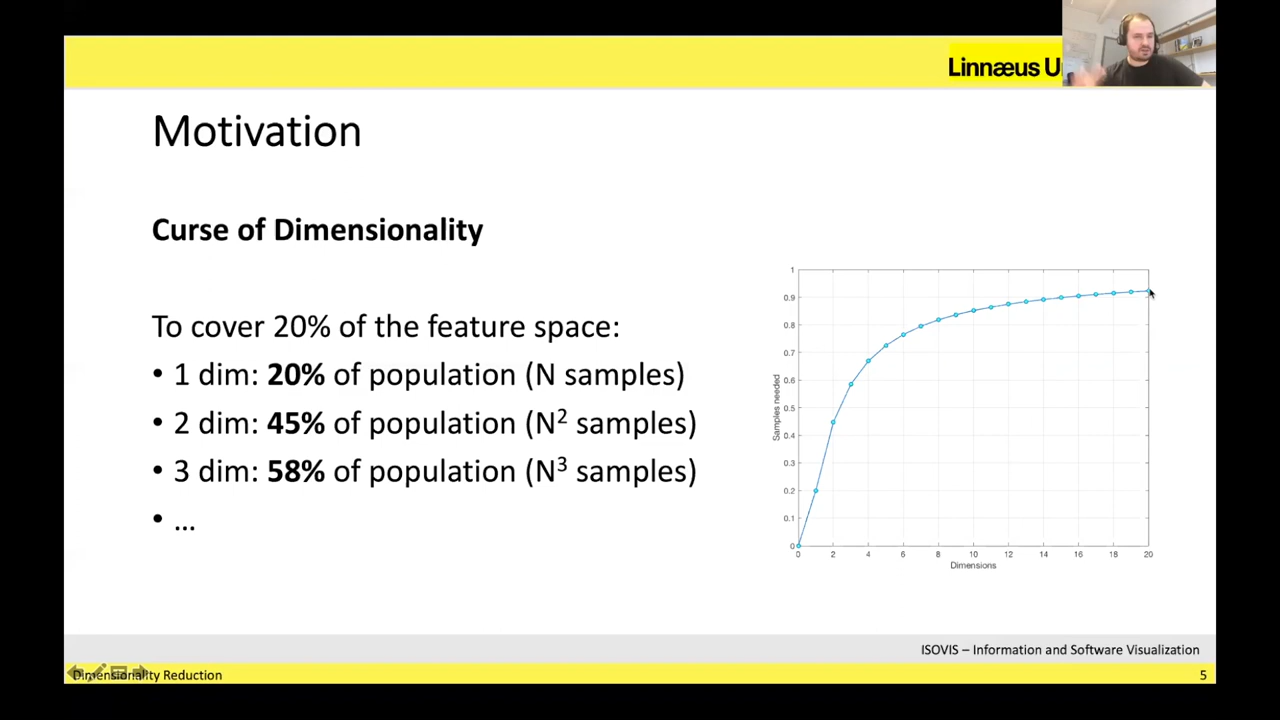 Linnæus U
Motivation
Curse of Dimensionality
To cover 20% of the feature space:
• 1 dim: 20% of population (N samples)
• 2 dim: 45% of population (N² samples)
• 3 dim: 58% of population (N³ samples)
• ...
1
0.9
0.8
0.7
0.6
0.5
0.4
0.3
0.2
0.1
0
Samples needed
0 2 4 6 8 10 12 14 16 18 20
Dimensions
ISOVIS – Information and Software Visualization
Dimensionality Reduction
5